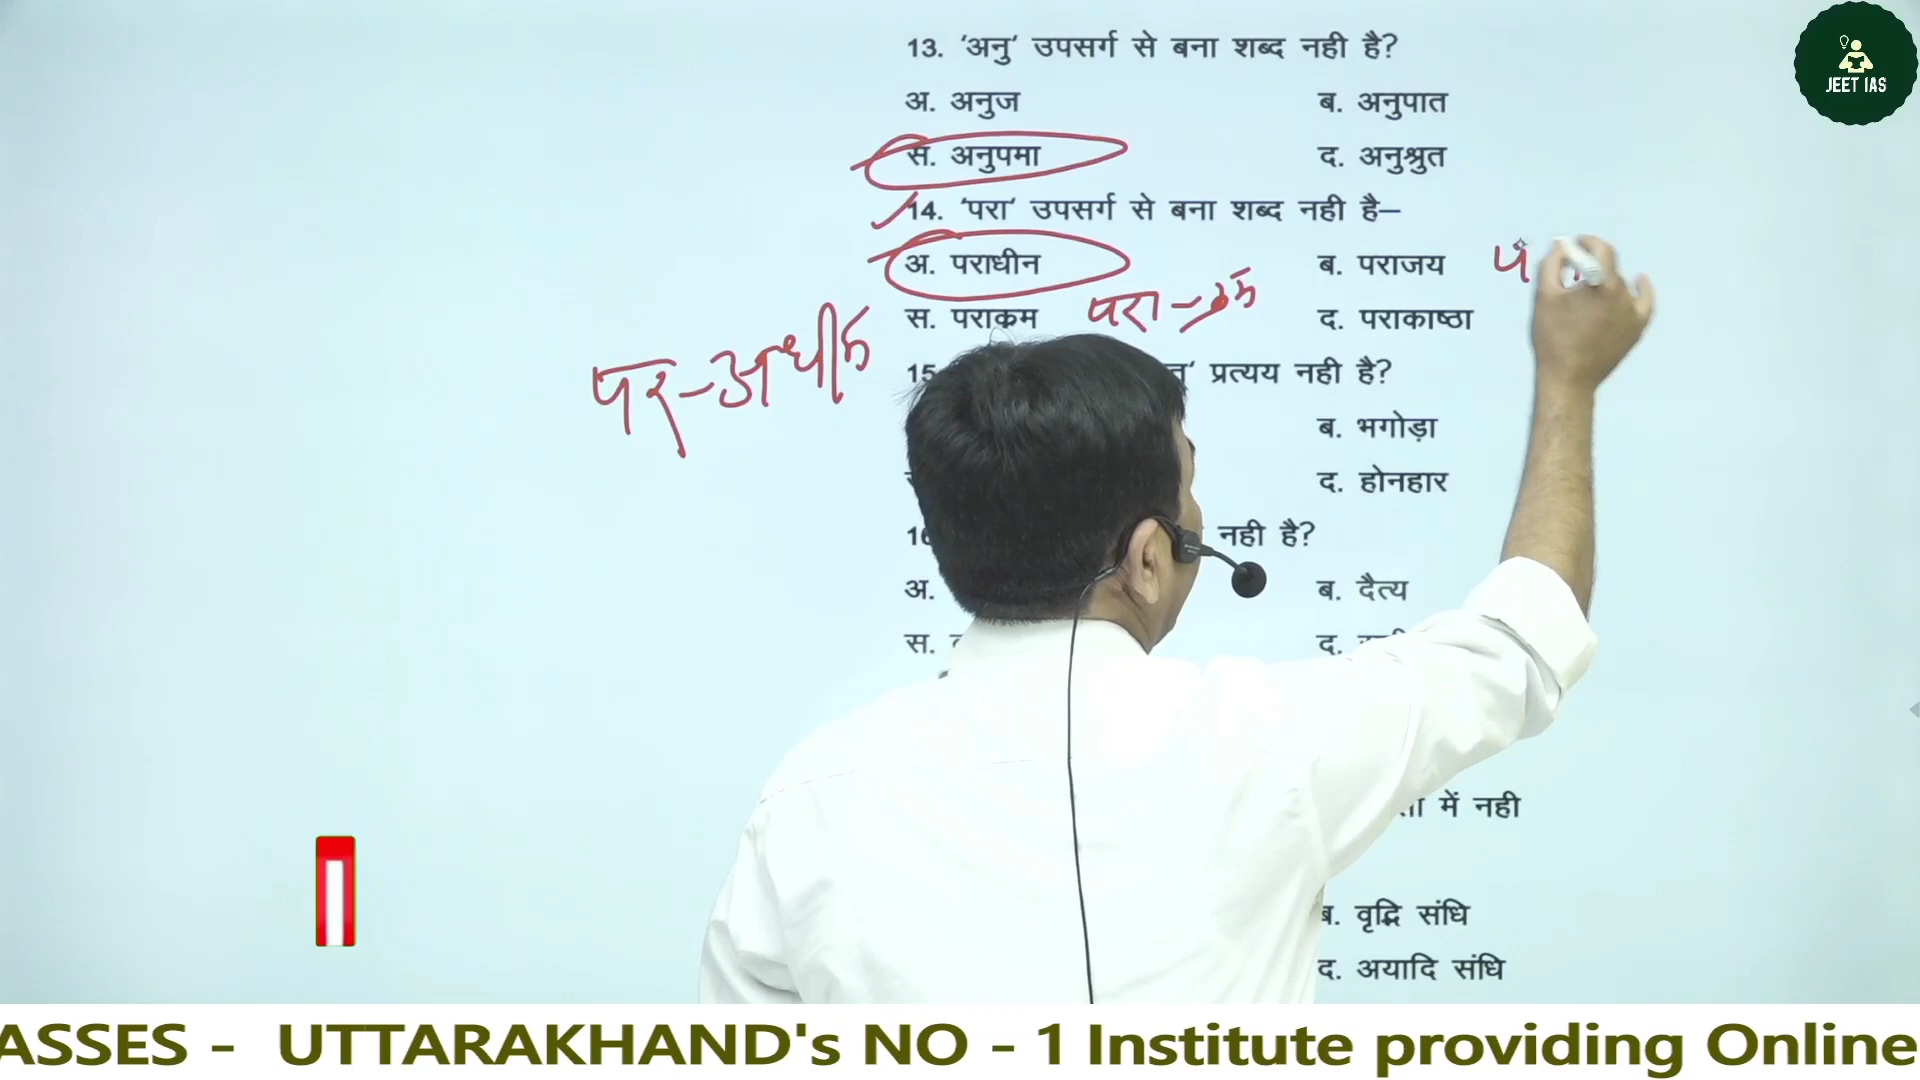 JEET IAS
13. ‘अनु‘ उपसर्ग से बना शब्द नही है?
अ. अनुज ब. अनुपात
स. अनुपमा द. अनुश्रुत
14. ‘परा‘ उपसर्ग से बना शब्द नही है–
अ. पराधीन ब. पराजय
स. पराक्रम परा – द. पराकाष्ठा
पर – अधीन
15 प्रत्यय नही है?
ब. भगोड़ा
द. होनहार
नही है?
अ. ब. दैत्य
स. द.
में नही
ब. वृद्धि संधि
द. अयादि संधि
ASSES - UTTARAKHAND's NO - 1 Institute providing Online